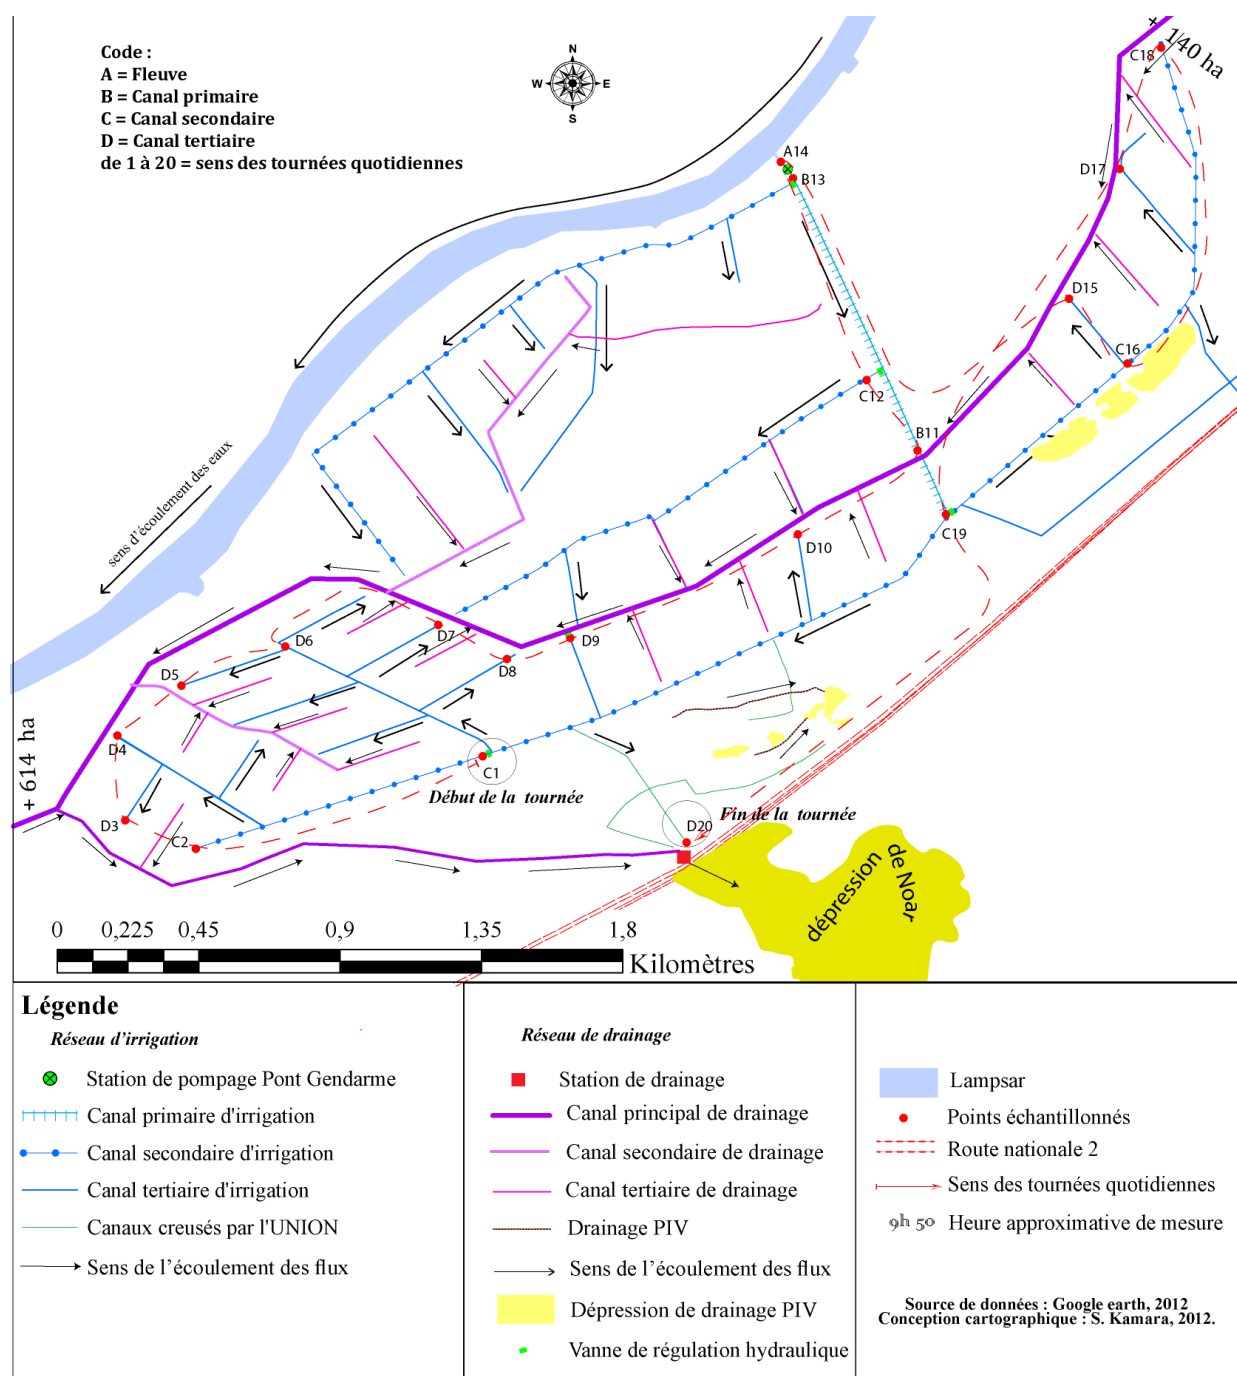 Code :
A = Fleuve
B = Canal primaire
C = Canal secondaire
D = Canal tertiaire
de 1 à 20 = sens des tournées quotidiennes
N
W
E
S
+ 140 ha
C18
A14
B13
D17
D15
C16
C12
B11
C19
D10
sens d'écoulement des eaux
D6
D7
D9
D8
D5
D4
C1
Début de la tournée
+ 614 ha
D3
C2
Fin de la tournée
D20
dépression
de Noar
0
0,225
0,45
0,9
1,35
1,8
Kilomètres
Légende
Réseau d'irrigation
Station de pompage Pont Gendarme
Canal primaire d'irrigation
Canal secondaire d'irrigation
Canal tertiaire d'irrigation
Canaux creusés par l'UNION
Sens de l'écoulement des flux
Réseau de drainage
Station de drainage
Canal principal de drainage
Canal secondaire de drainage
Canal tertiaire de drainage
Drainage PIV
Sens de l'écoulement des flux
Dépression de drainage PIV
Vanne de régulation hydraulique
Lampsar
Points échantillonnés
Route nationale 2
Sens des tournées quotidiennes
9h 50 Heure approximative de mesure
Source de données : Google earth, 2012
Conception cartographique : S. Kamara, 2012.